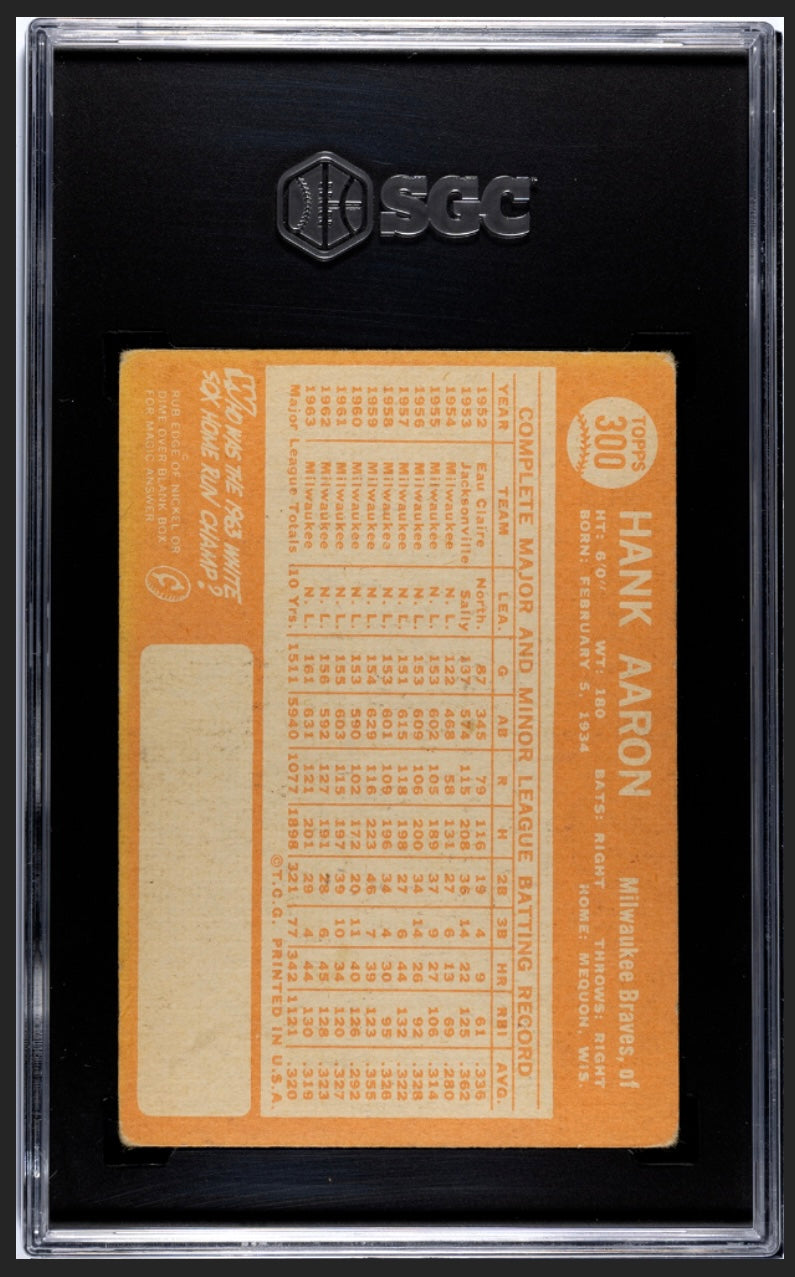 SGC
TOPPS
300
HANK AARON Milwaukee Braves, of
HT: 6'0" WT: 180 BATS: RIGHT THROWS: RIGHT
BORN: FEBRUARY 5, 1934 HOME: MEQUON, WIS.
COMPLETE MAJOR AND MINOR LEAGUE BATTING RECORD
YEAR TEAM LEA. G AB R H 2B 3B HR RBI AVG.
1952 Eau Claire North. 87 345 79 116 19 4 9 61 .336
1953 Jacksonville Sally 137 574 115 208 36 14 22 125 .362
1954 Milwaukee N. L. 122 468 58 131 27 6 13 69 .280
1955 Milwaukee N. L. 153 602 105 189 37 9 27 106 .314
1956 Milwaukee N. L. 153 609 106 200 34 14 26 92 .328
1957 Milwaukee N. L. 151 615 118 198 27 6 44 132 .322
1958 Milwaukee N. L. 153 601 109 196 34 4 30 95 .326
1959 Milwaukee N. L. 154 629 116 223 46 7 39 123 .355
1960 Milwaukee N. L. 153 590 102 172 20 11 40 126 .292
1961 Milwaukee N. L. 155 603 115 197 39 10 34 120 .327
1962 Milwaukee N. L. 156 592 127 191 28 6 45 128 .323
1963 Milwaukee N. L. 161 631 121 201 29 4 44 130 .319
Major League Totals 10 Yrs. 1511 5940 1077 1898 321 77 342 1121 .320
©T.C.G. PRINTED IN U.S.A.
WHO WAS THE 1963 WHITE
SOX HOME RUN CHAMP?
RUB EDGE OF NICKEL OR
DIME OVER BLANK BOX
FOR MAGIC ANSWER